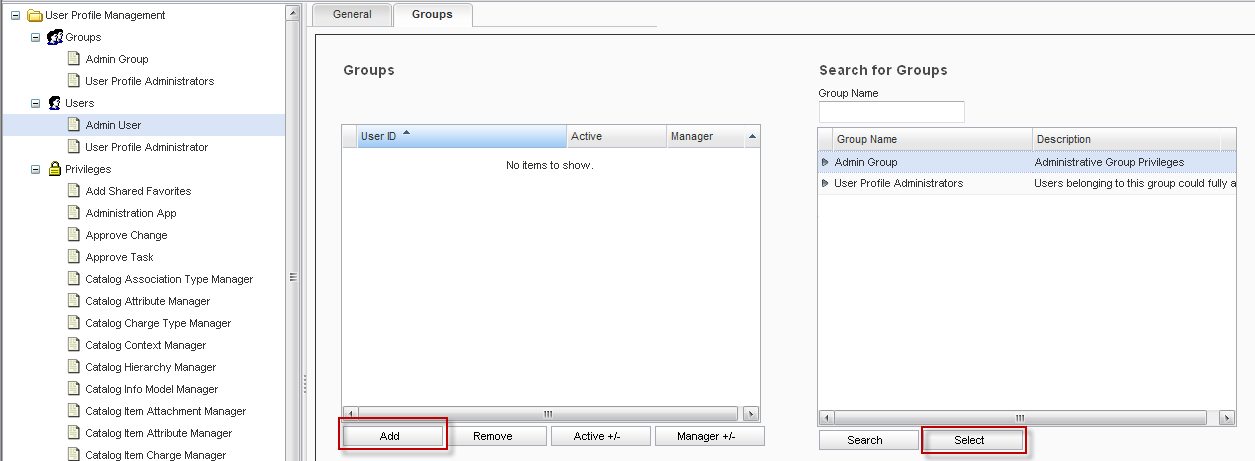 User Profile Management
Groups
Admin Group
User Profile Administrators
Users
Admin User
User Profile Administrator
Privileges
Add Shared Favorites
Administration App
Approve Change
Approve Task
Catalog Association Type Manager
Catalog Attribute Manager
Catalog Charge Type Manager
Catalog Context Manager
Catalog Hierarchy Manager
Catalog Info Model Manager
Catalog Item Attachment Manager
Catalog Item Attribute Manager
Catalog Item Charge Manager
General Groups
Groups
User ID Active Manager
No items to show.
Add Remove Active +/- Manager +/-
Search for Groups
Group Name
Group Name Description
Admin Group Administrative Group Privileges
User Profile Administrators Users belonging to this group could fully a
Search Select